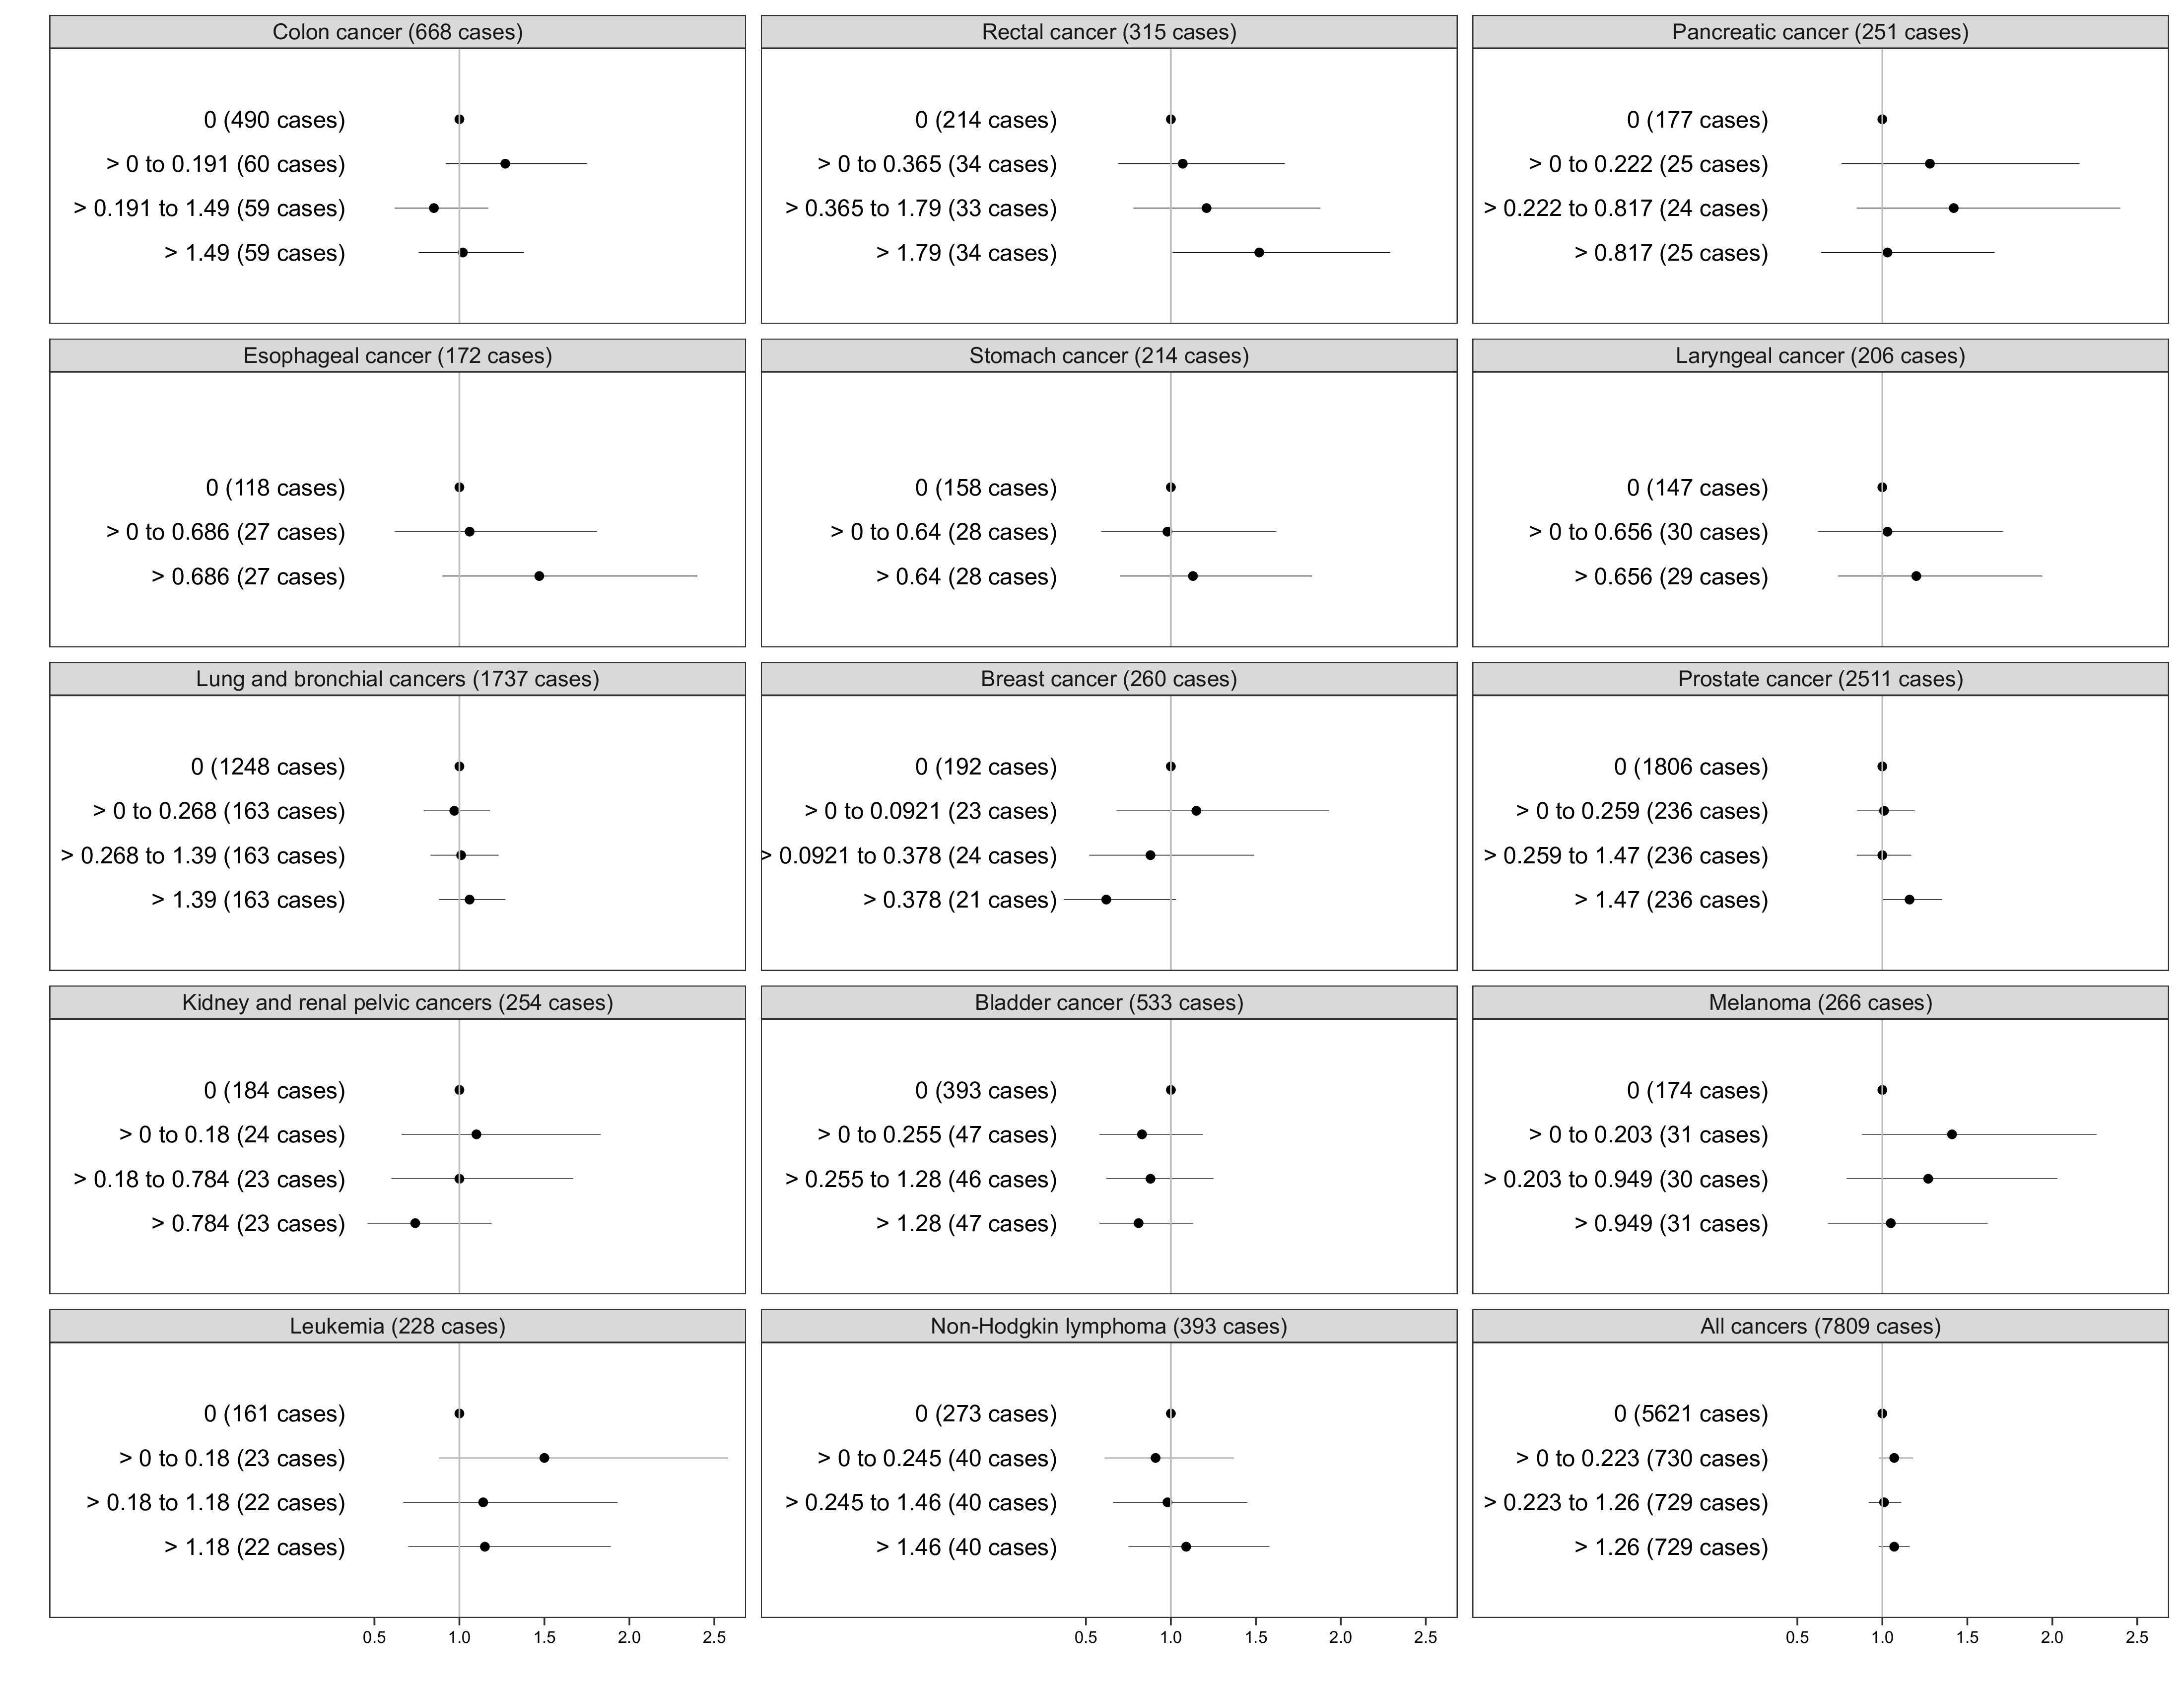 Colon cancer (668 cases)
0 (490 cases)
> 0 to 0.191 (60 cases)
> 0.191 to 1.49 (59 cases)
> 1.49 (59 cases)
Rectal cancer (315 cases)
0 (214 cases)
> 0 to 0.365 (34 cases)
> 0.365 to 1.79 (33 cases)
> 1.79 (34 cases)
Pancreatic cancer (251 cases)
0 (177 cases)
> 0 to 0.222 (25 cases)
> 0.222 to 0.817 (24 cases)
> 0.817 (25 cases)
Esophageal cancer (172 cases)
0 (118 cases)
> 0 to 0.686 (27 cases)
> 0.686 (27 cases)
Stomach cancer (214 cases)
0 (158 cases)
> 0 to 0.64 (28 cases)
> 0.64 (28 cases)
Laryngeal cancer (206 cases)
0 (147 cases)
> 0 to 0.656 (30 cases)
> 0.656 (29 cases)
Lung and bronchial cancers (1737 cases)
0 (1248 cases)
> 0 to 0.268 (163 cases)
> 0.268 to 1.39 (163 cases)
> 1.39 (163 cases)
Breast cancer (260 cases)
0 (192 cases)
> 0 to 0.0921 (23 cases)
> 0.0921 to 0.378 (24 cases)
> 0.378 (21 cases)
Prostate cancer (2511 cases)
0 (1806 cases)
> 0 to 0.259 (236 cases)
> 0.259 to 1.47 (236 cases)
> 1.47 (236 cases)
Kidney and renal pelvic cancers (254 cases)
0 (184 cases)
> 0 to 0.18 (24 cases)
> 0.18 to 0.784 (23 cases)
> 0.784 (23 cases)
Bladder cancer (533 cases)
0 (393 cases)
> 0 to 0.255 (47 cases)
> 0.255 to 1.28 (46 cases)
> 1.28 (47 cases)
Melanoma (266 cases)
0 (174 cases)
> 0 to 0.203 (31 cases)
> 0.203 to 0.949 (30 cases)
> 0.949 (31 cases)
Leukemia (228 cases)
0 (161 cases)
> 0 to 0.18 (23 cases)
> 0.18 to 1.18 (22 cases)
> 1.18 (22 cases)
0.5 1.0 1.5 2.0 2.5
Non-Hodgkin lymphoma (393 cases)
0 (273 cases)
> 0 to 0.245 (40 cases)
> 0.245 to 1.46 (40 cases)
> 1.46 (40 cases)
0.5 1.0 1.5 2.0 2.5
All cancers (7809 cases)
0 (5621 cases)
> 0 to 0.223 (730 cases)
> 0.223 to 1.26 (729 cases)
> 1.26 (729 cases)
0.5 1.0 1.5 2.0 2.5